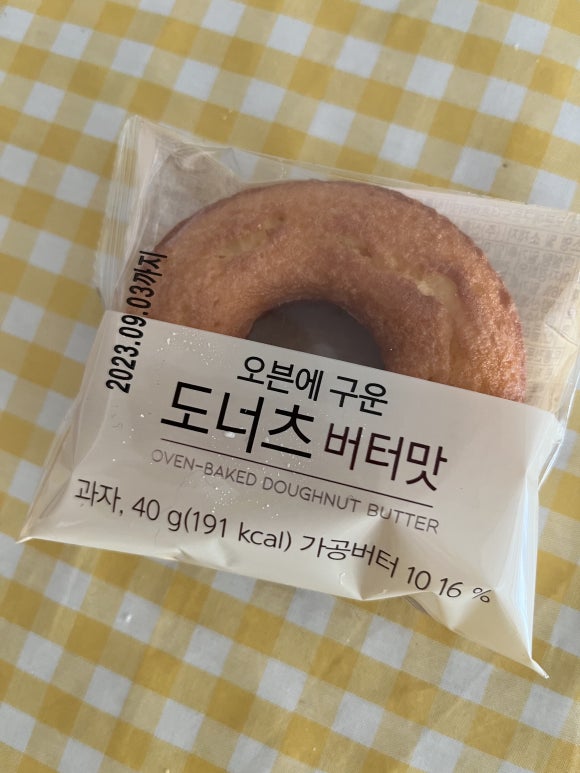 2023.09.03까지
오븐에 구운
도너츠 버터맛
OVEN-BAKED DOUGHNUT BUTTER
과자, 40 g(191 kcal) 가공버터 10 16 %